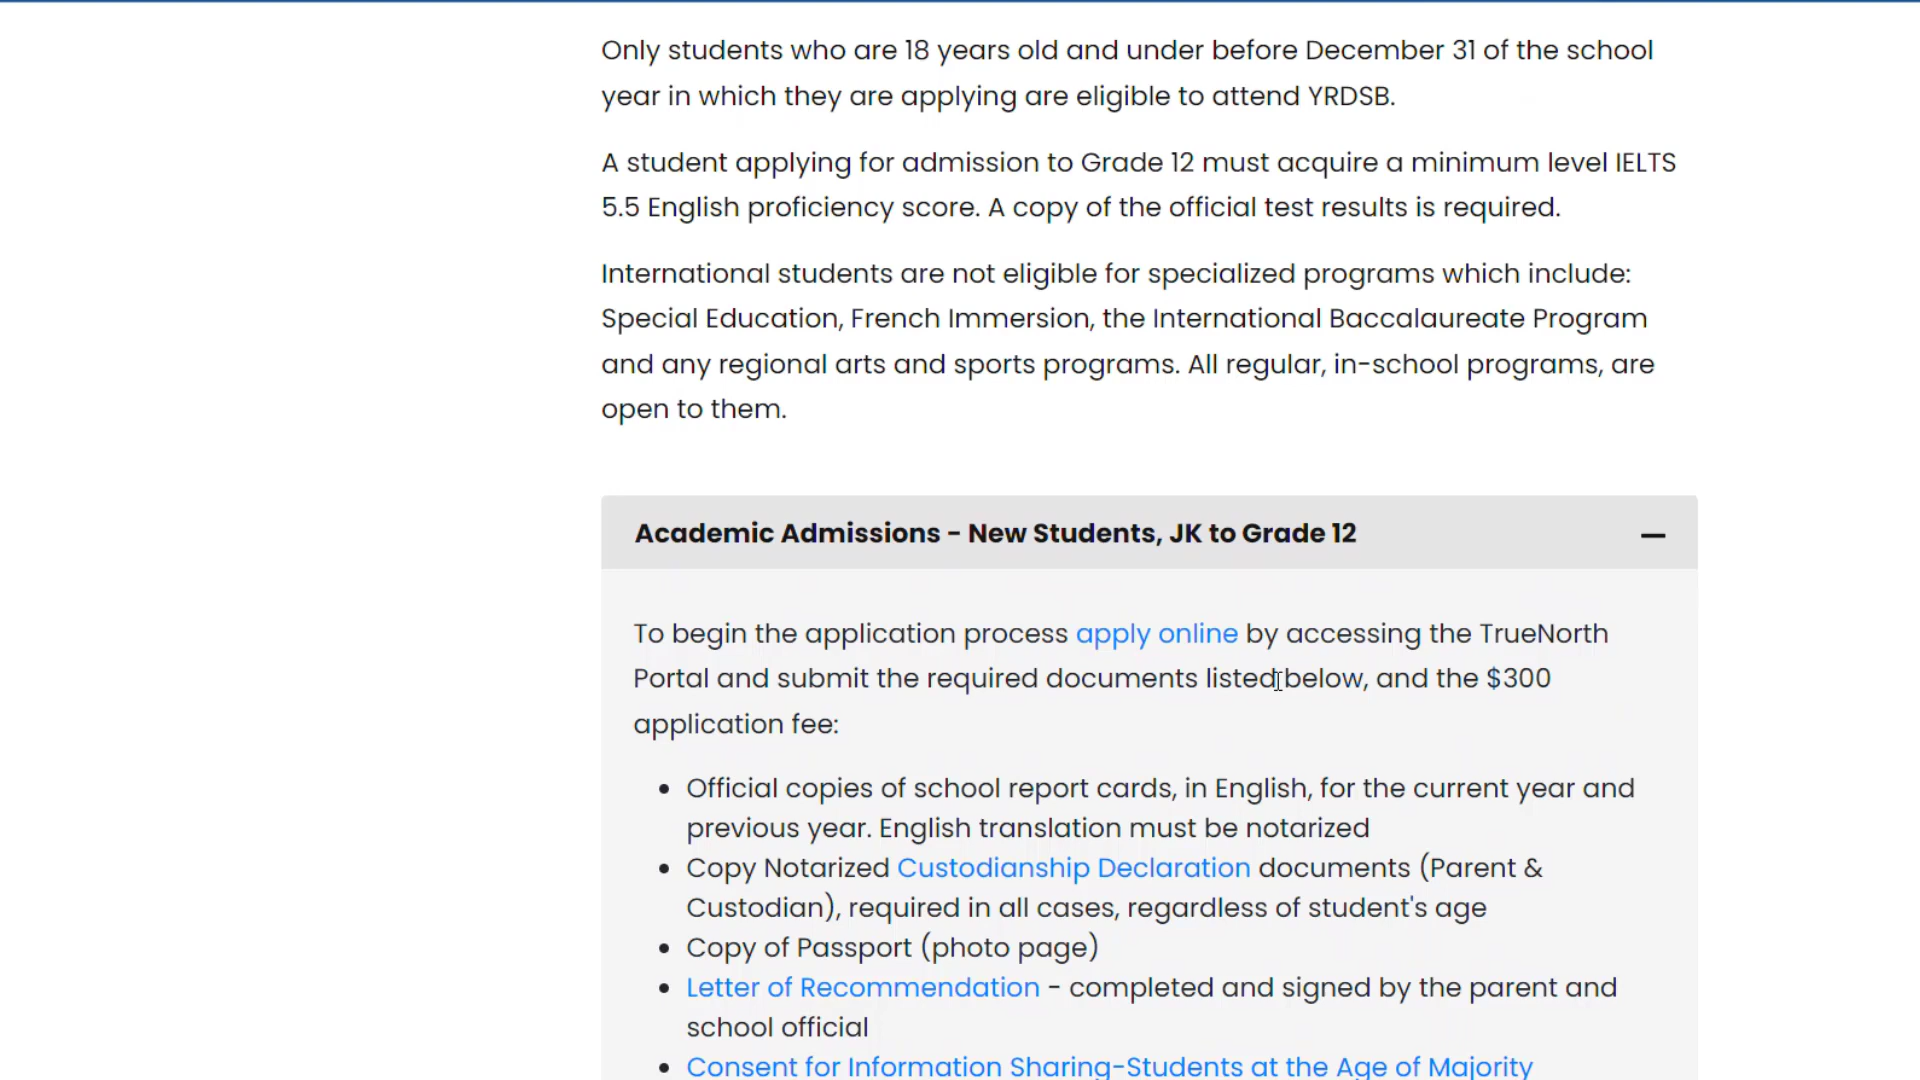 Only students who are 18 years old and under before December 31 of the school
year in which they are applying are eligible to attend YRDSB.
A student applying for admission to Grade 12 must acquire a minimum level IELTS
5.5 English proficiency score. A copy of the official test results is required.
International students are not eligible for specialized programs which include:
Special Education, French Immersion, the International Baccalaureate Program
and any regional arts and sports programs. All regular, in-school programs, are
open to them.
Academic Admissions - New Students, JK to Grade 12
To begin the application process apply online by accessing the TrueNorth
Portal and submit the required documents listed below, and the $300
application fee:
• Official copies of school report cards, in English, for the current year and
previous year. English translation must be notarized
• Copy Notarized Custodianship Declaration documents (Parent &
Custodian), required in all cases, regardless of student's age
• Copy of Passport (photo page)
• Letter of Recommendation - completed and signed by the parent and
school official
• Consent for Information Sharing-Students at the Age of Majority